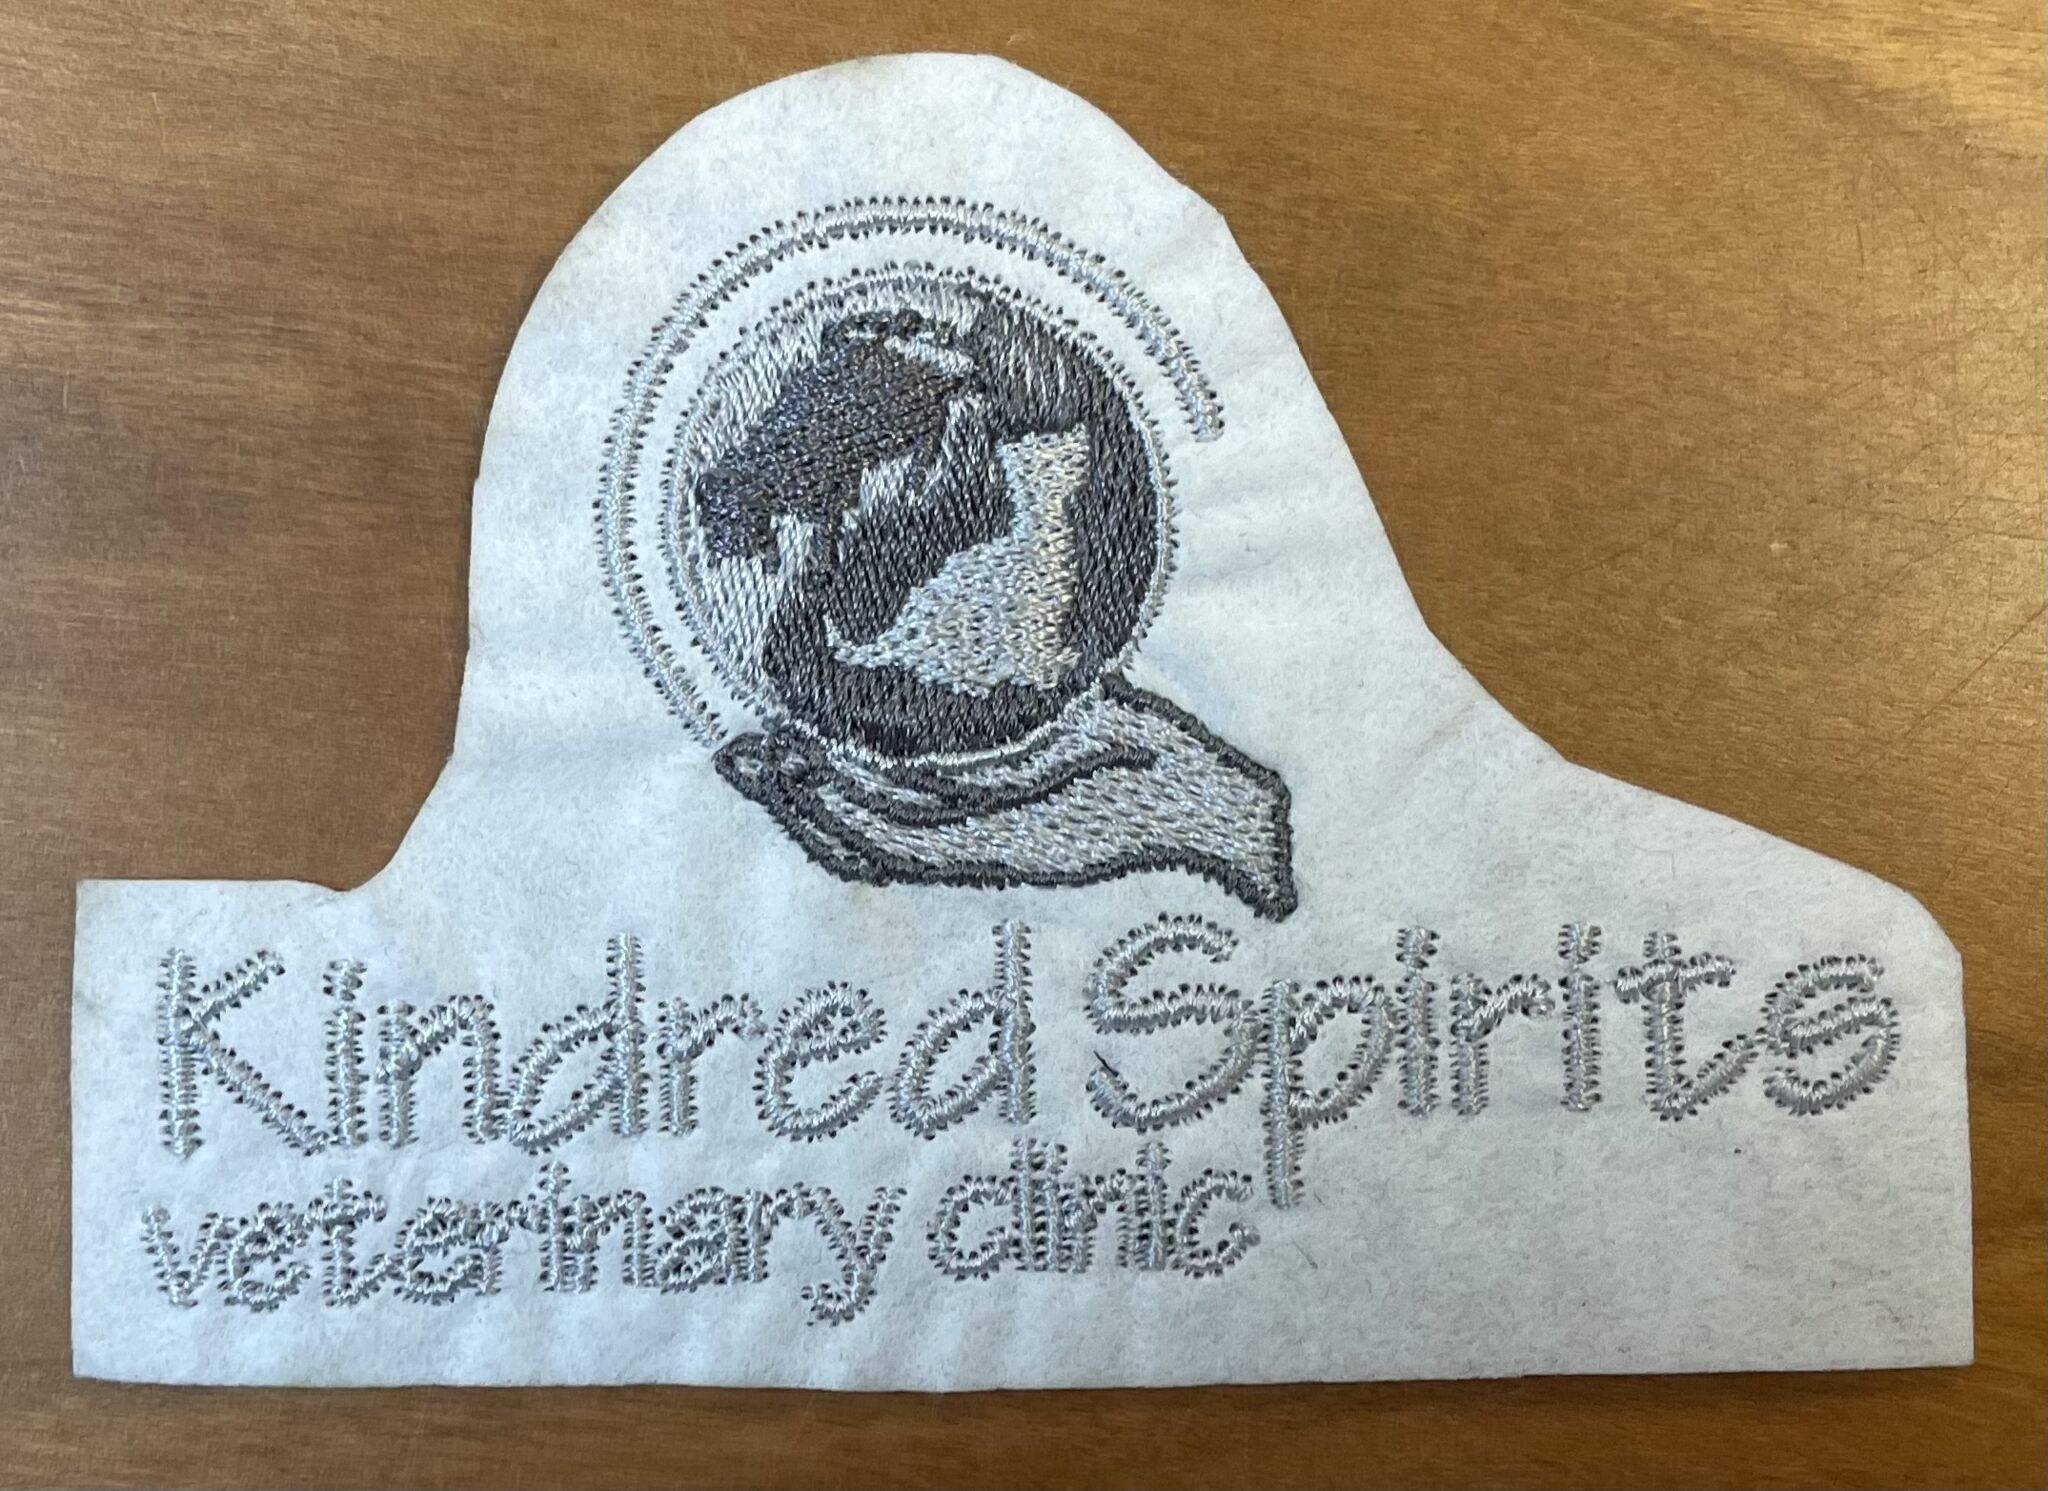 Kindred Spirits
veterinary clinic